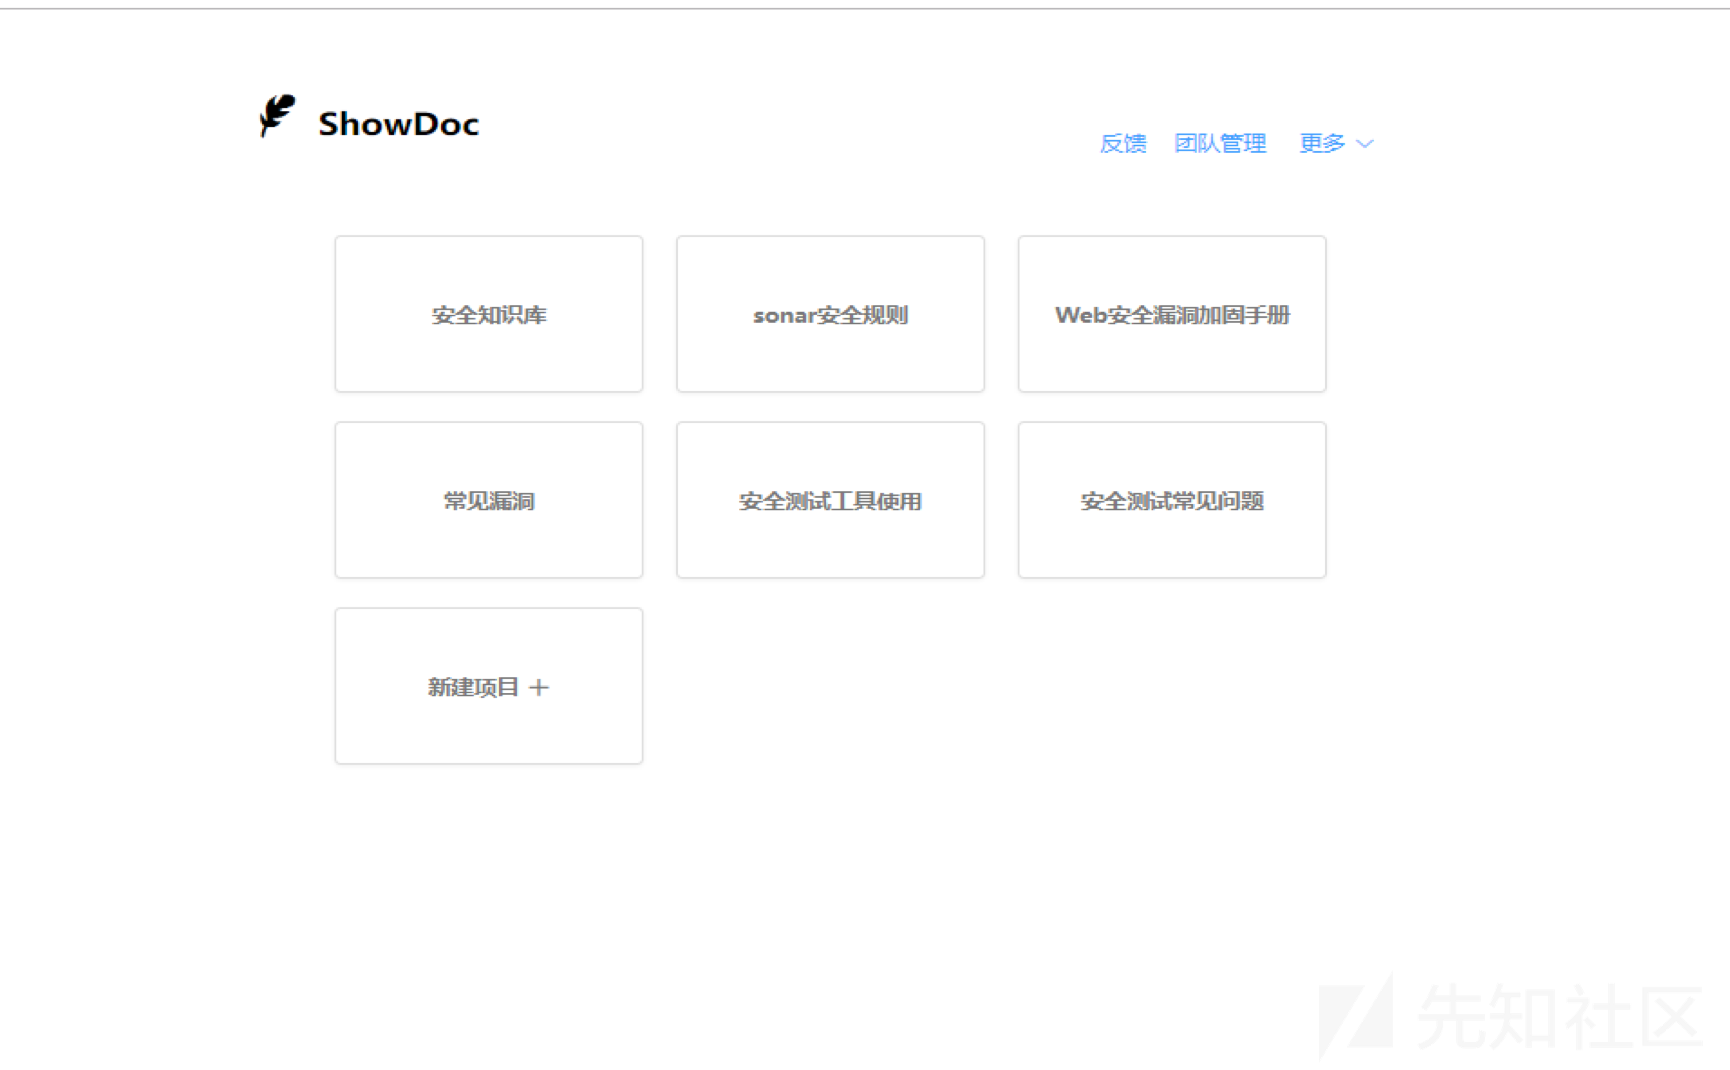 ShowDoc
反馈 团队管理 更多
安全知识库 sonar安全规则 Web安全漏洞加固手册
常见漏洞 安全测试工具使用 安全测试常见问题
新建项目 +
先知社区